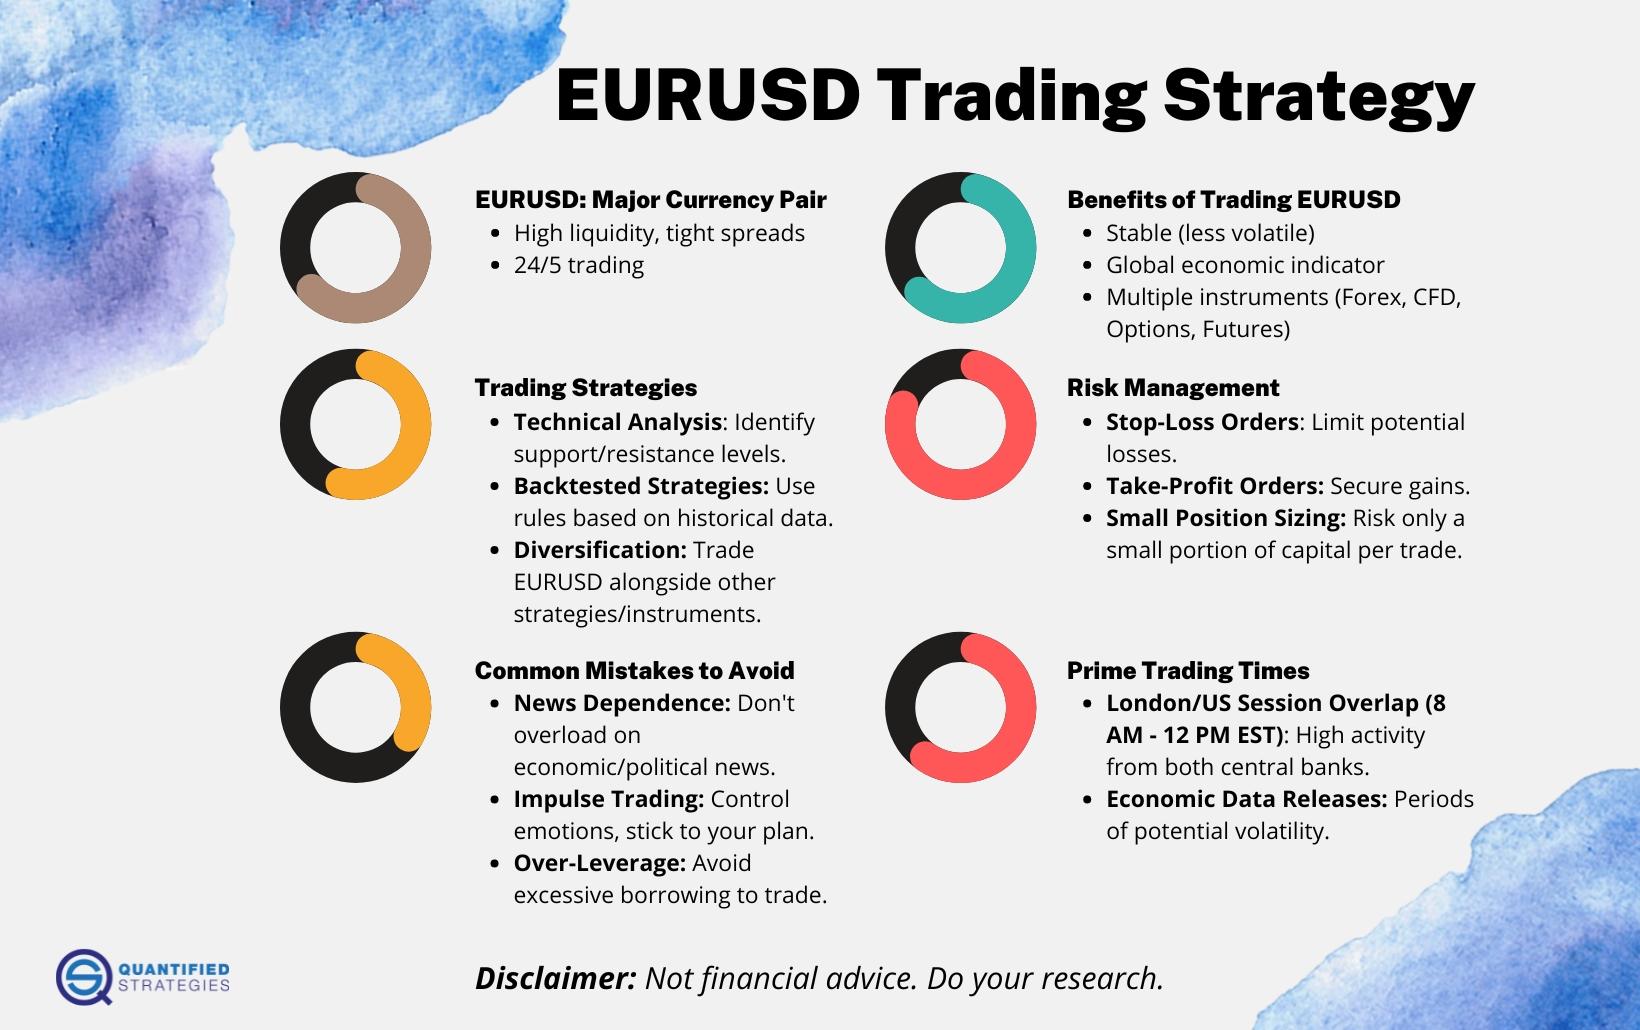 EURUSD Trading Strategy
EURUSD: Major Currency Pair
• High liquidity, tight spreads
• 24/5 trading
Benefits of Trading EURUSD
• Stable (less volatile)
• Global economic indicator
• Multiple instruments (Forex, CFD,
Options, Futures)
Trading Strategies
• Technical Analysis: Identify
support/resistance levels.
• Backtested Strategies: Use
rules based on historical data.
• Diversification: Trade
EURUSD alongside other
strategies/instruments.
Risk Management
• Stop-Loss Orders: Limit potential
losses.
• Take-Profit Orders: Secure gains.
• Small Position Sizing: Risk only a
small portion of capital per trade.
Common Mistakes to Avoid
• News Dependence: Don't
overload on
economic/political news.
• Impulse Trading: Control
emotions, stick to your plan.
• Over-Leverage: Avoid
excessive borrowing to trade.
Prime Trading Times
• London/US Session Overlap (8
AM - 12 PM EST): High activity
from both central banks.
• Economic Data Releases: Periods
of potential volatility.
QUANTIFIED
STRATEGIES
Disclaimer: Not financial advice. Do your research.